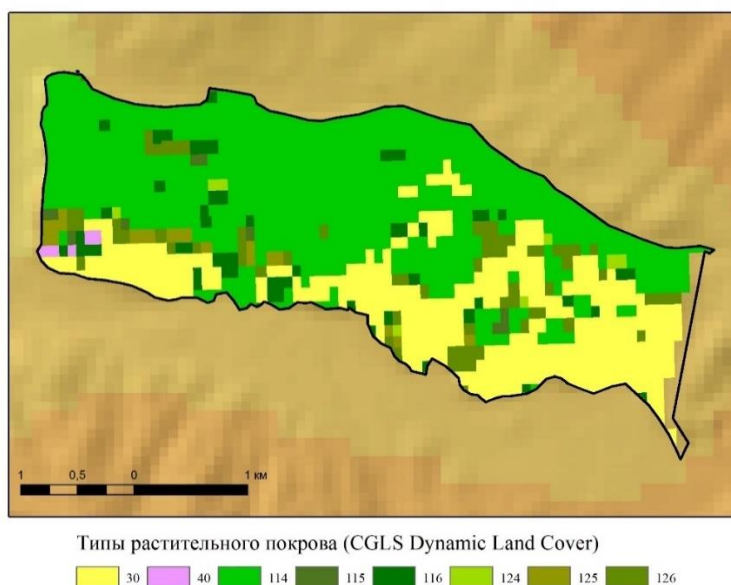 1 0,5 0 1 км
Типы растительного покрова (CGLS Dynamic Land Cover)
30 40 114 115 116 124 125 126